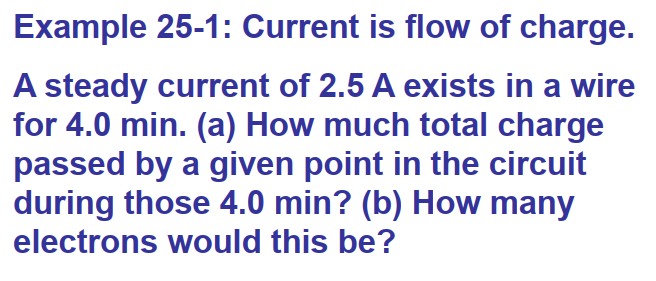 Example 25-1: Current is flow of charge.
A steady current of 2.5 A exists in a wire
for 4.0 min. (a) How much total charge
passed by a given point in the circuit
during those 4.0 min? (b) How many
electrons would this be?